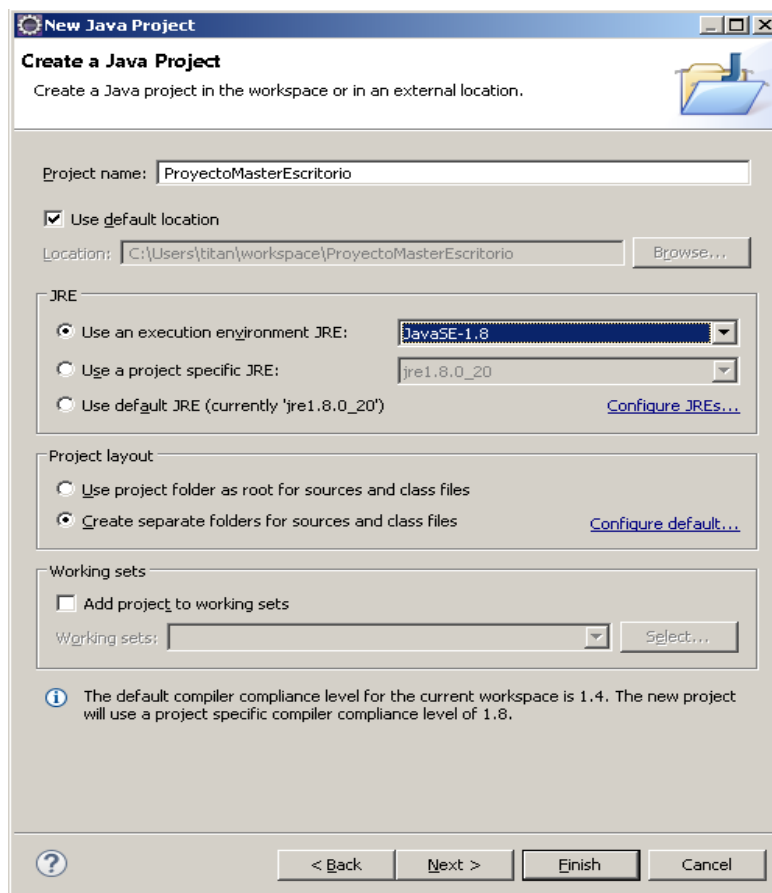 New Java Project
Create a Java Project
Create a Java project in the workspace or in an external location.
Project name: ProyectoMasterEscritorio
Use default location
Location: C:\Users\titan\workspace\ProyectoMasterEscritorio Browse...
JRE
Use an execution environment JRE: JavaSE-1.8
Use a project specific JRE: jre1.8.0_20
Use default JRE (currently 'jre1.8.0_20') Configure JREs...
Project layout
Use project folder as root for sources and class files
Create separate folders for sources and class files Configure default...
Working sets
Add project to working sets
Working sets: Select...
The default compiler compliance level for the current workspace is 1.4. The new project
will use a project specific compiler compliance level of 1.8.
? < Back Next > Finish Cancel